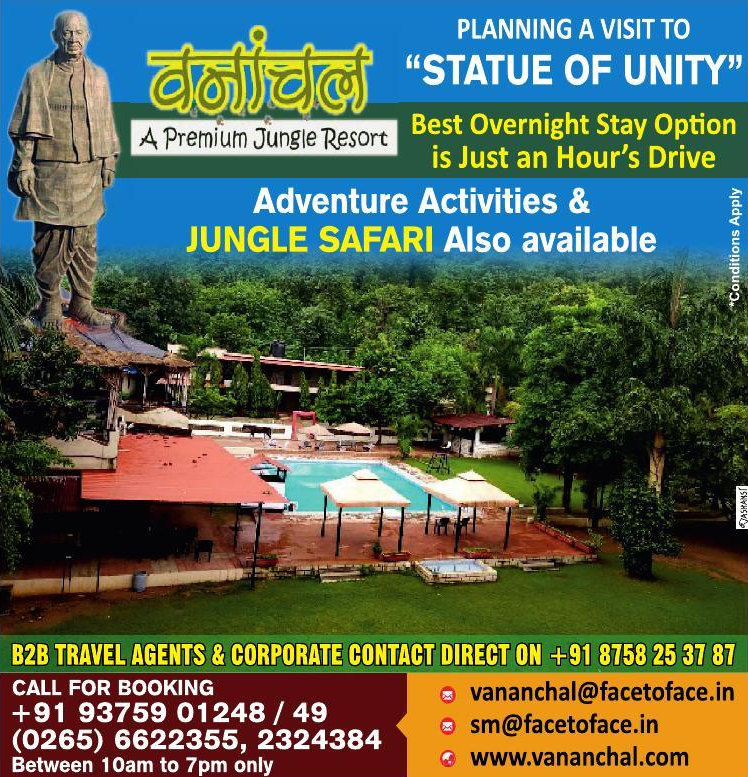 वनांचल
A Premium Jungle Resort
PLANNING A VISIT TO
“STATUE OF UNITY”
Best Overnight Stay Option
is Just an Hour’s Drive
Adventure Activities &
JUNGLE SAFARI Also available
*Conditions Apply
B2B TRAVEL AGENTS & CORPORATE CONTACT DIRECT ON +91 8758 25 37 87
CALL FOR BOOKING
+91 93759 01248 / 49
(0265) 6622355, 2324384
Between 10am to 7pm only
vananchal@facetoface.in
sm@facetoface.in
www.vananchal.com